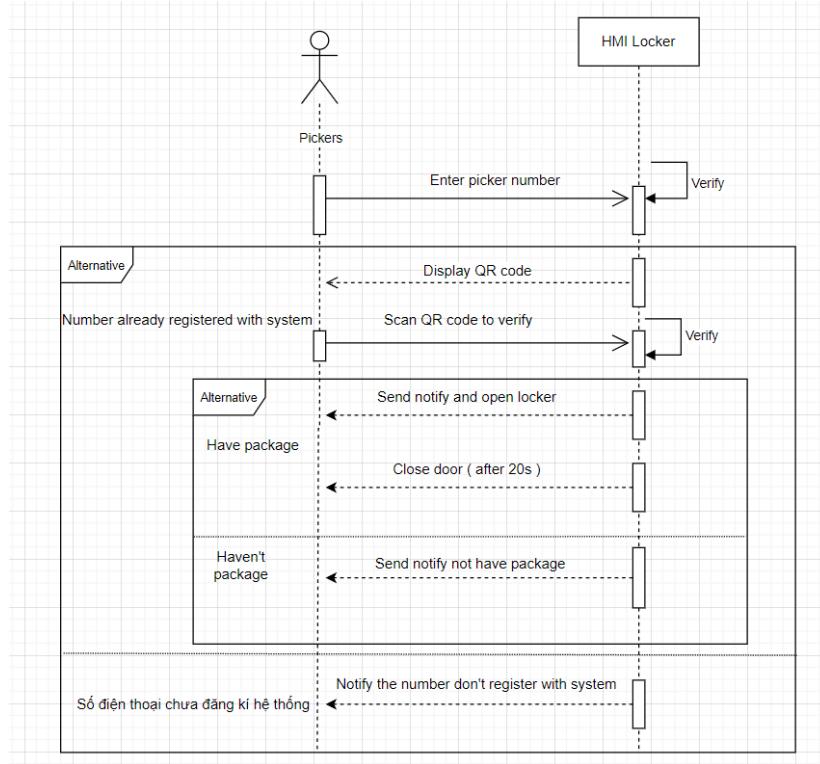 HMI Locker
Pickers
Enter picker number
Verify
Alternative
Display QR code
Number already registered with system
Scan QR code to verify
Verify
Alternative
Send notify and open locker
Have package
Close door ( after 20s )
Haven't
package
Send notify not have package
Notify the number don't register with system
Số điện thoại chưa đăng kí hệ thống